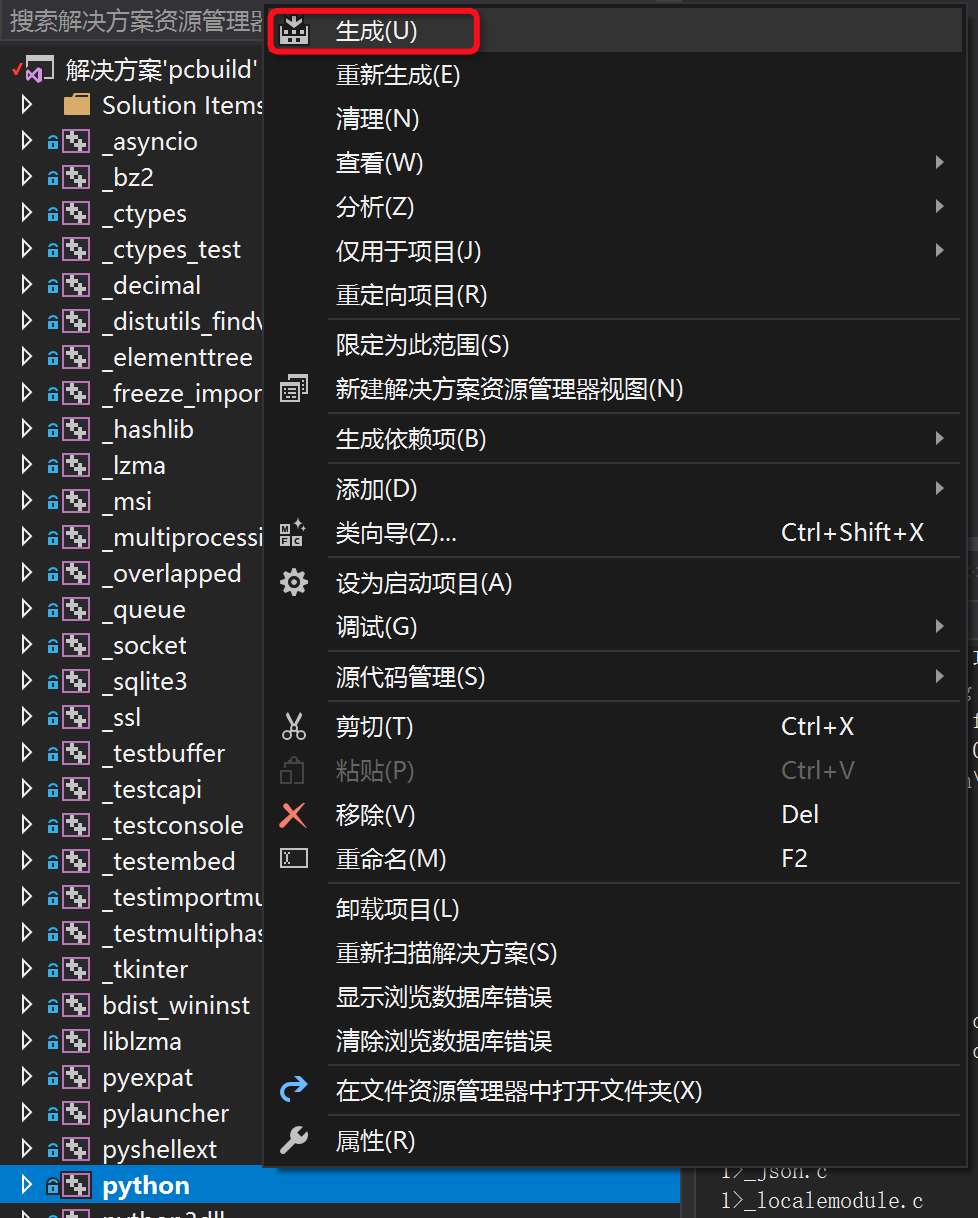 搜索解决方案资源管理器
解决方案'pcbuild'
Solution Items
_asyncio
_bz2
_ctypes
_ctypes_test
_decimal
_distutils_findv
_elementtree
_freeze_impor
_hashlib
_lzma
_msi
_multiprocessi
_overlapped
_queue
_socket
_sqlite3
_ssl
_testbuffer
_testcapi
_testconsole
_testembed
_testimportmu
_testmultiphas
_tkinter
bdist_wininst
liblzma
pyexpat
pylauncher
pyshellext
python
生成(U)
重新生成(E)
清理(N)
查看(W)
分析(Z)
仅用于项目(J)
重定向项目(R)
限定为此范围(S)
新建解决方案资源管理器视图(N)
生成依赖项(B)
添加(D)
类向导(Z)... Ctrl+Shift+X
设为启动项目(A)
调试(G)
源代码管理(S)
剪切(T) Ctrl+X
粘贴(P) Ctrl+V
移除(V) Del
重命名(M) F2
卸载项目(L)
重新扫描解决方案(S)
显示浏览数据库错误
清除浏览数据库错误
在文件资源管理器中打开文件夹(X)
属性(R)
1>_json.c
1>_localemodule.c